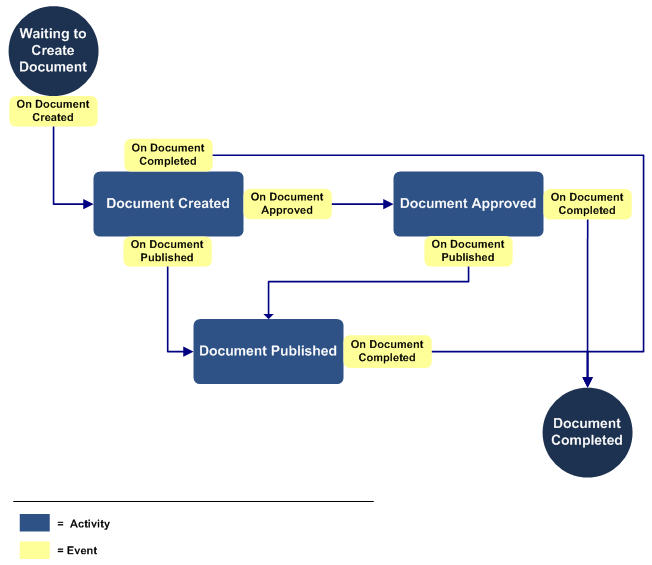 Waiting to
Create
Document
On Document
Created
On Document
Completed
Document Created
On Document
Approved
Document Approved
On Document
Completed
On Document
Published
On Document
Published
Document Published
On Document
Completed
Document
Completed
= Activity
= Event